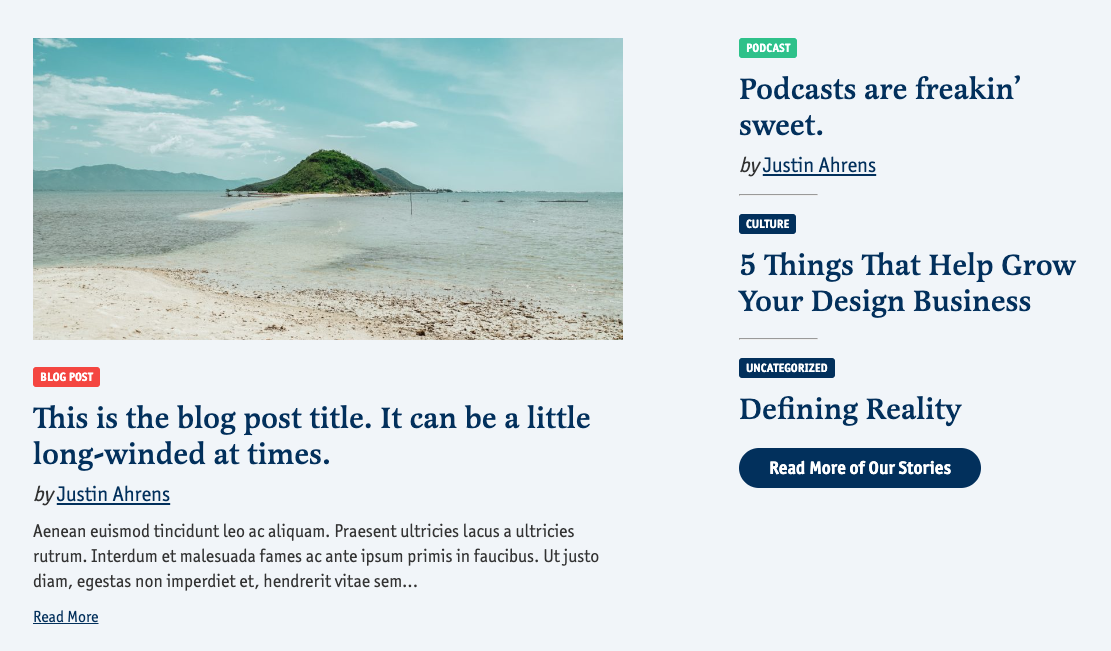 BLOG POST
This is the blog post title. It can be a little
long-winded at times.
by Justin Ahrens
Aenean euismod tincidunt leo ac aliquam. Praesent ultricies lacus a ultricies
rutrum. Interdum et malesuada fames ac ante ipsum primis in faucibus. Ut justo
diam, egestas non imperdiet et, hendrerit vitae sem…
Read More
PODCAST
Podcasts are freakin’
sweet.
by Justin Ahrens
CULTURE
5 Things That Help Grow
Your Design Business
UNCATEGORIZED
Defining Reality
Read More of Our Stories